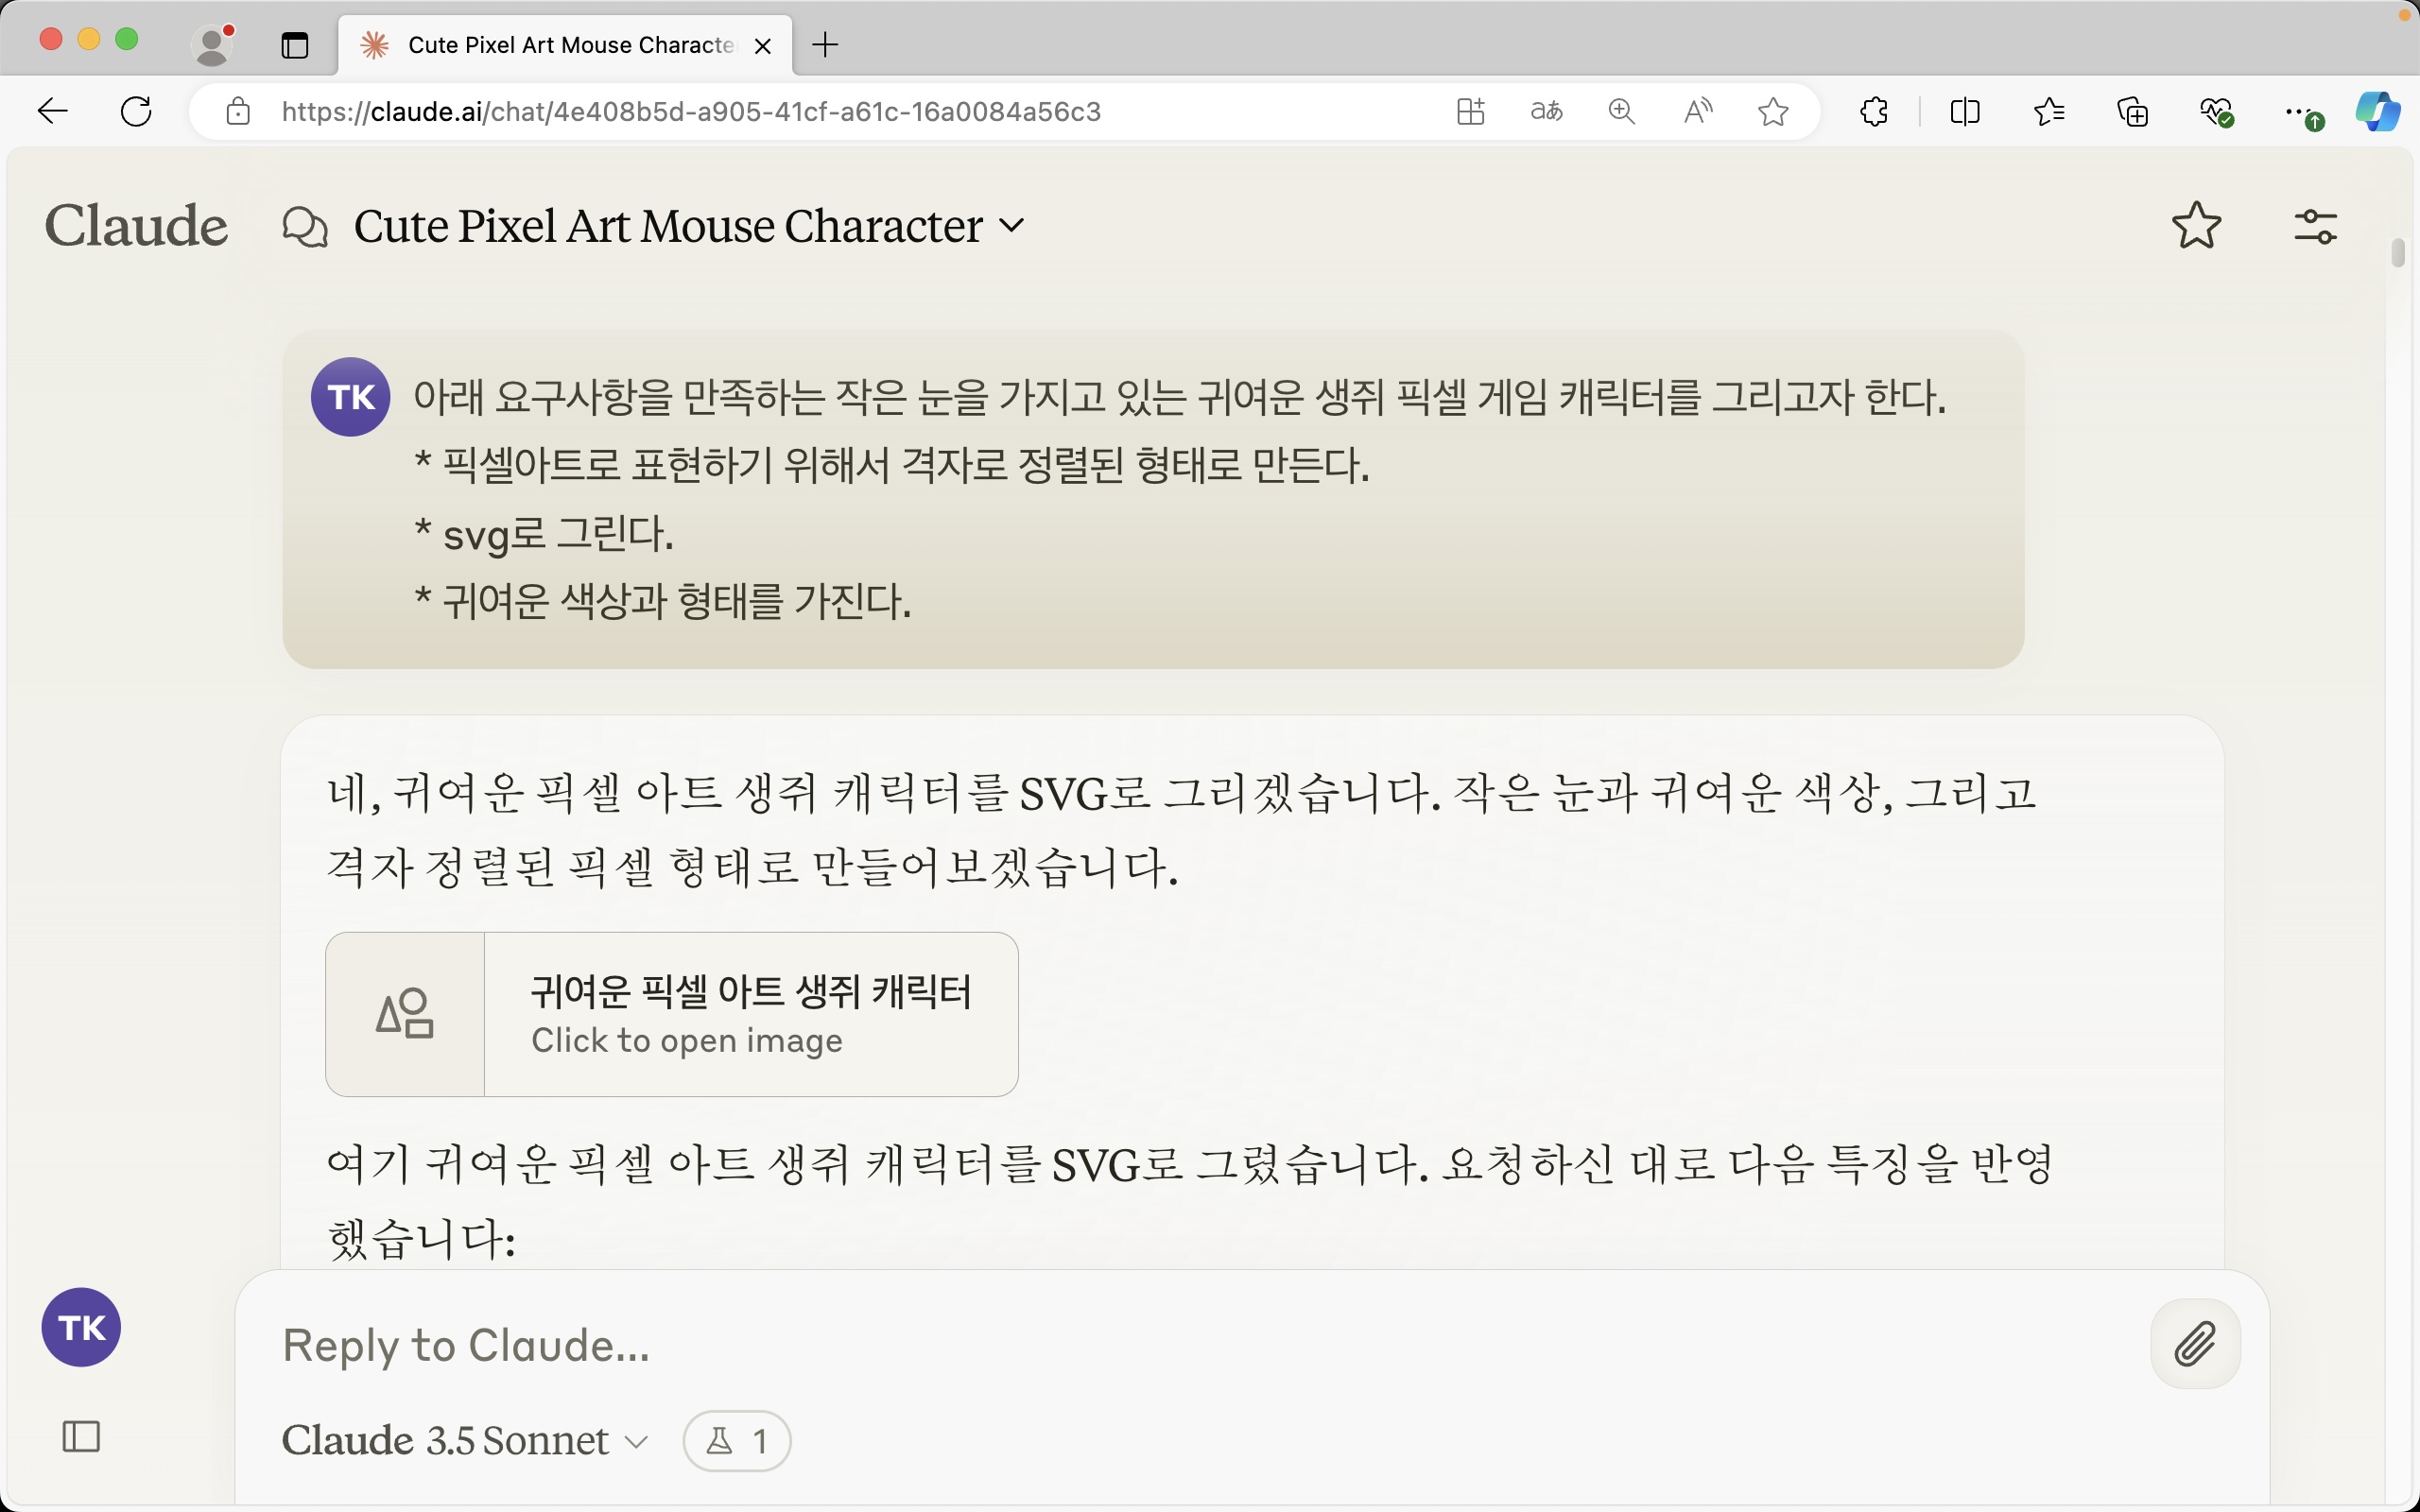 Cute Pixel Art Mouse Characte
https://claude.ai/chat/4e408b5d-a905-41cf-a61c-16a0084a56c3
Claude
Cute Pixel Art Mouse Character
TK
아래 요구사항을 만족하는 작은 눈을 가지고 있는 귀여운 생쥐 픽셀 게임 캐릭터를 그리고자 한다.
* 픽셀아트로 표현하기 위해서 격자로 정렬된 형태로 만든다.
* svg로 그린다.
* 귀여운 색상과 형태를 가진다.
네, 귀여운 픽셀 아트 생쥐 캐릭터를 SVG로 그리겠습니다. 작은 눈과 귀여운 색상, 그리고
격자 정렬된 픽셀 형태로 만들어보겠습니다.
귀여운 픽셀 아트 생쥐 캐릭터
Click to open image
여기 귀여운 픽셀 아트 생쥐 캐릭터를 SVG로 그렸습니다. 요청하신 대로 다음 특징을 반영
했습니다:
TK
Reply to Claude...
Claude 3.5 Sonnet
1